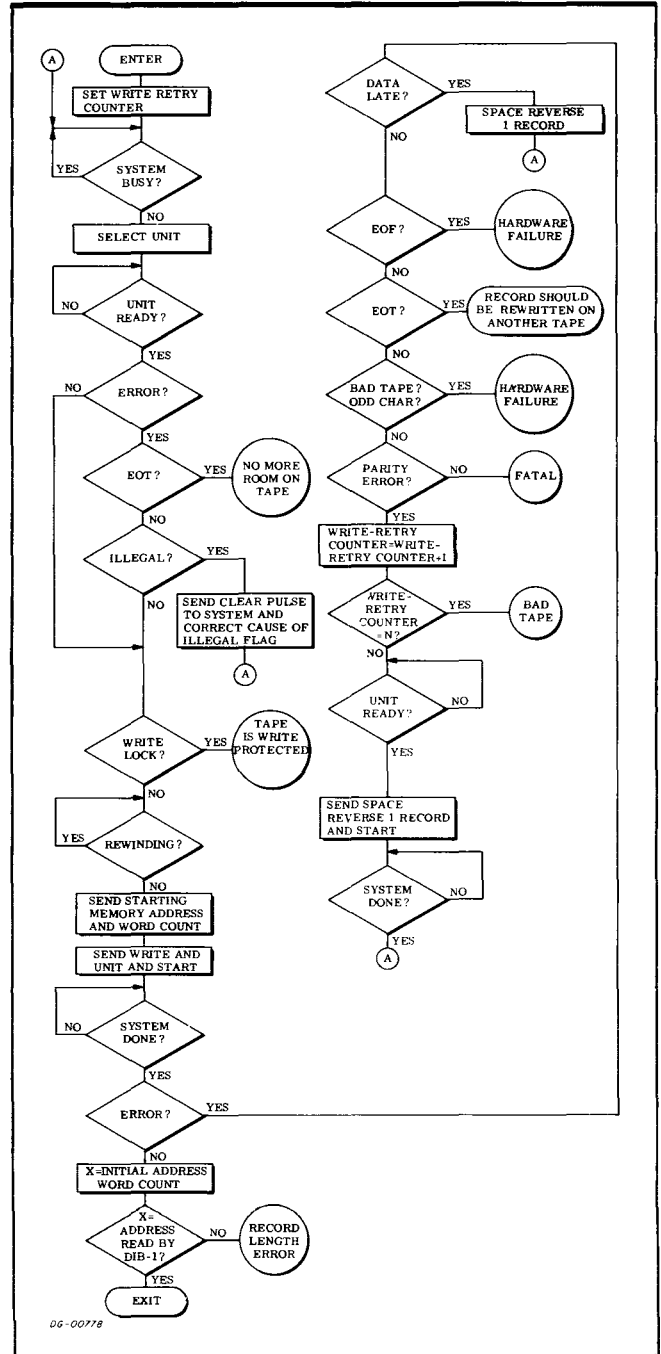 A
ENTER
SET WRITE RETRY
COUNTER
YES
SYSTEM
BUSY?
NO
SELECT UNIT
NO
UNIT
READY?
YES
NO
ERROR?
YES
EOT?
YES
NO MORE
ROOM ON
TAPE
NO
ILLEGAL?
YES
NO
SEND CLEAR PULSE
TO SYSTEM AND
CORRECT CAUSE OF
ILLEGAL FLAG
A
WRITE
LOCK?
YES
TAPE
IS WRITE
PROTECTED
NO
YES
REWINDING?
NO
SEND STARTING
MEMORY ADDRESS
AND WORD COUNT
SEND WRITE AND
UNIT AND START
NO
SYSTEM
DONE?
YES
ERROR?
YES
NO
X=INITIAL ADDRESS
WORD COUNT
X=
ADDRESS
READ BY
DIB-1?
NO
RECORD
LENGTH
ERROR
YES
EXIT
DATA
LATE?
YES
SPACE REVERSE
1 RECORD
A
NO
EOF?
YES
HARDWARE
FAILURE
NO
EOT?
YES
RECORD SHOULD
BE REWRITTEN ON
ANOTHER TAPE
NO
BAD TAPE?
ODD CHAR?
YES
HARDWARE
FAILURE
NO
PARITY
ERROR?
NO
FATAL
YES
WRITE-RETRY
COUNTER=WRITE-
RETRY COUNTER+1
WRITE-
RETRY
COUNTER
=N?
YES
BAD
TAPE
NO
UNIT
READY?
NO
YES
SEND SPACE
REVERSE 1 RECORD
AND START
SYSTEM
DONE?
NO
YES
A
DG-00778